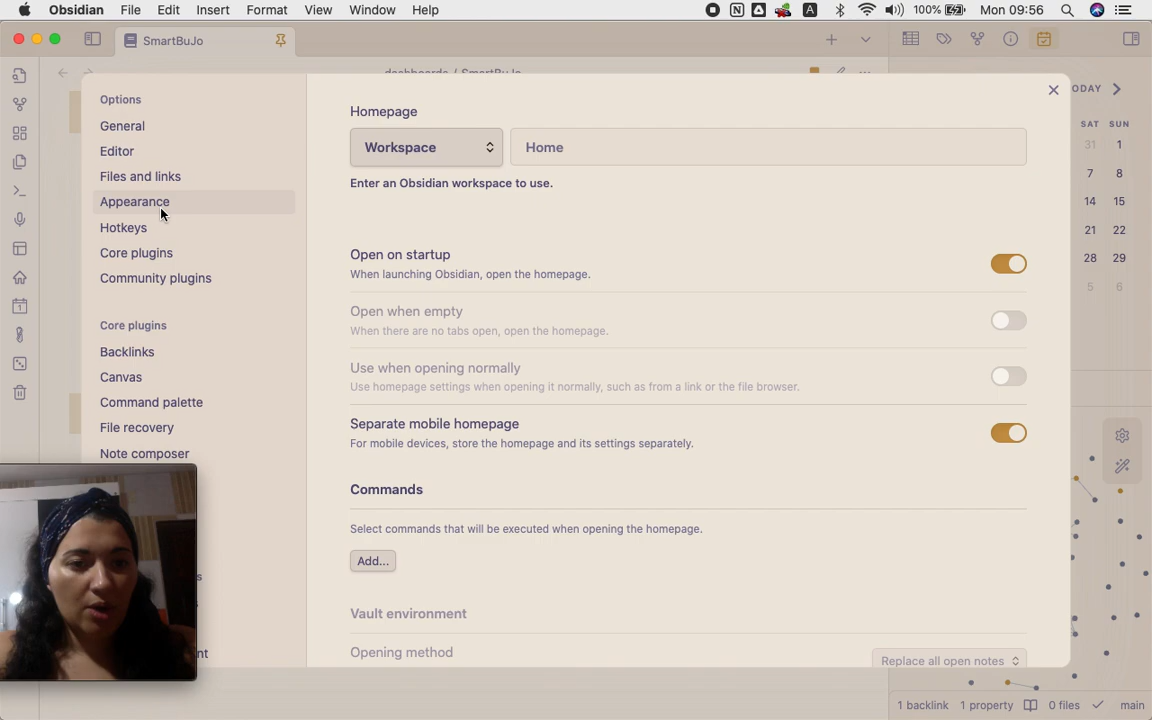 Obsidian File Edit Insert Format View Window Help A 100% Mon 09:56
SmartBuJo
dashboards / SmartBuJo
Options
General
Editor
Files and links
Appearance
Hotkeys
Core plugins
Community plugins
Core plugins
Backlinks
Canvas
Command palette
File recovery
Note composer
Homepage
Workspace Home
Enter an Obsidian workspace to use.
Open on startup
When launching Obsidian, open the homepage.
Open when empty
When there are no tabs open, open the homepage.
Use when opening normally
Use homepage settings when opening it normally, such as from a link or the file browser.
Separate mobile homepage
For mobile devices, store the homepage and its settings separately.
Commands
Select commands that will be executed when opening the homepage.
Add...
Vault environment
Opening method Replace all open notes
ODAY
SAT SUN
31 1
7 8
14 15
21 22
28 29
5 6
1 backlink 1 property 0 files main